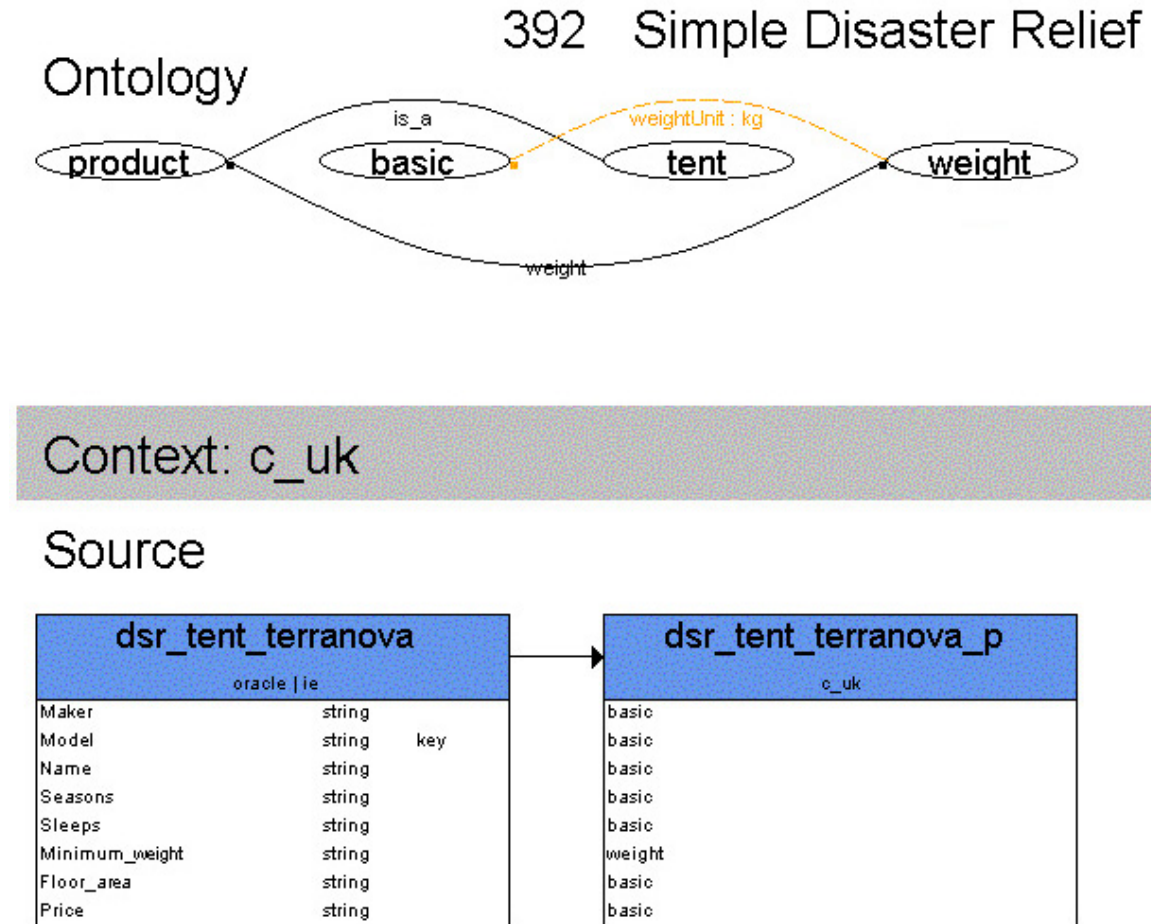 392 Simple Disaster Relief
Ontology
is_a
weightUnit : kg
product basic tent weight
weight
Context: c_uk
Source
dsr_tent_terranova dsr_tent_terranova_p
oracle | ie c_uk
Maker string basic
Model string key basic
Name string basic
Seasons string basic
Sleeps string basic
Minimum_weight string weight
Floor_area string basic
Price string basic